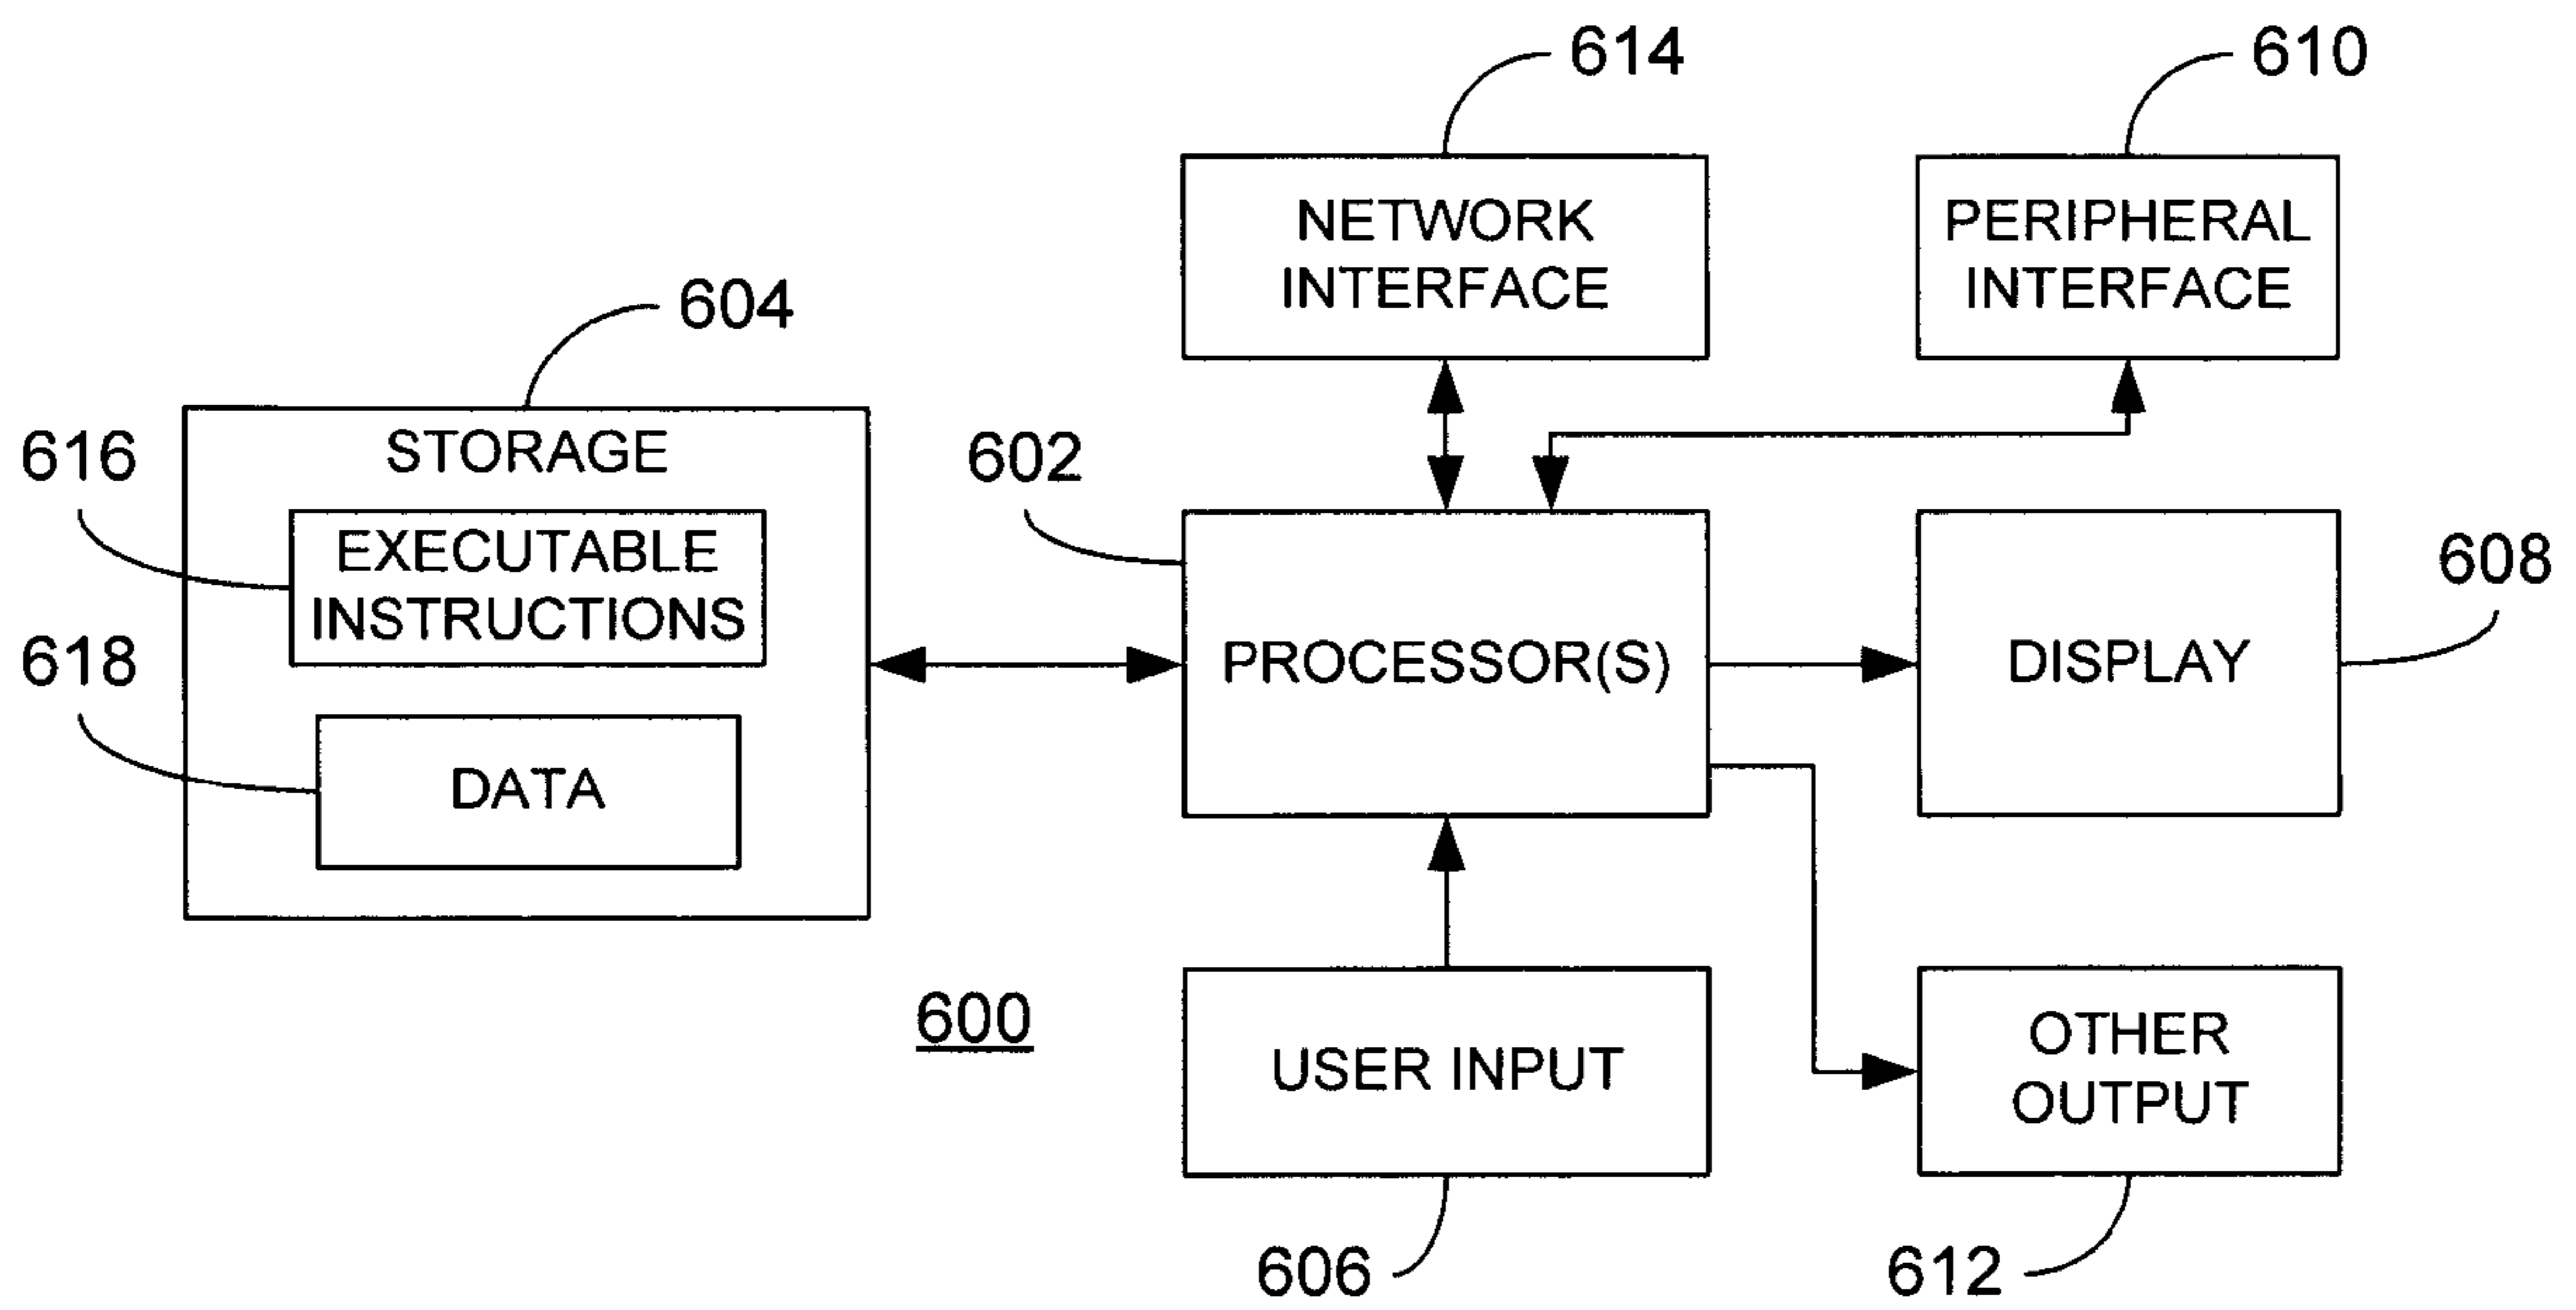 614
610
NETWORK
INTERFACE
PERIPHERAL
INTERFACE
604
STORAGE
616
EXECUTABLE
INSTRUCTIONS
618
DATA
602
PROCESSOR(S)
608
DISPLAY
600
USER INPUT
OTHER
OUTPUT
606
612